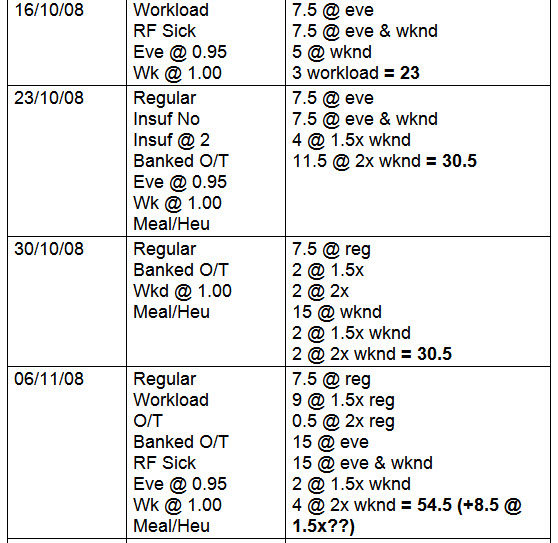 16/10/08
Workload
RF Sick
Eve @ 0.95
Wk @ 1.00
7.5 @ eve
7.5 @ eve & wknd
5 @ wknd
3 workload = 23
23/10/08
Regular
Insuf No
Insuf @ 2
Banked O/T
Eve @ 0.95
Wk @ 1.00
Meal/Heu
7.5 @ eve
7.5 @ eve & wknd
4 @ 1.5x wknd
11.5 @ 2x wknd = 30.5
30/10/08
Regular
Banked O/T
Wkd @ 1.00
Meal/Heu
7.5 @ reg
2 @ 1.5x
2 @ 2x
15 @ wknd
2 @ 1.5x wknd
2 @ 2x wknd = 30.5
06/11/08
Regular
Workload
O/T
Banked O/T
RF Sick
Eve @ 0.95
Wk @ 1.00
Meal/Heu
7.5 @ reg
9 @ 1.5x reg
0.5 @ 2x reg
15 @ eve
15 @ eve & wknd
2 @ 1.5x wknd
4 @ 2x wknd = 54.5 (+8.5 @
1.5x??)